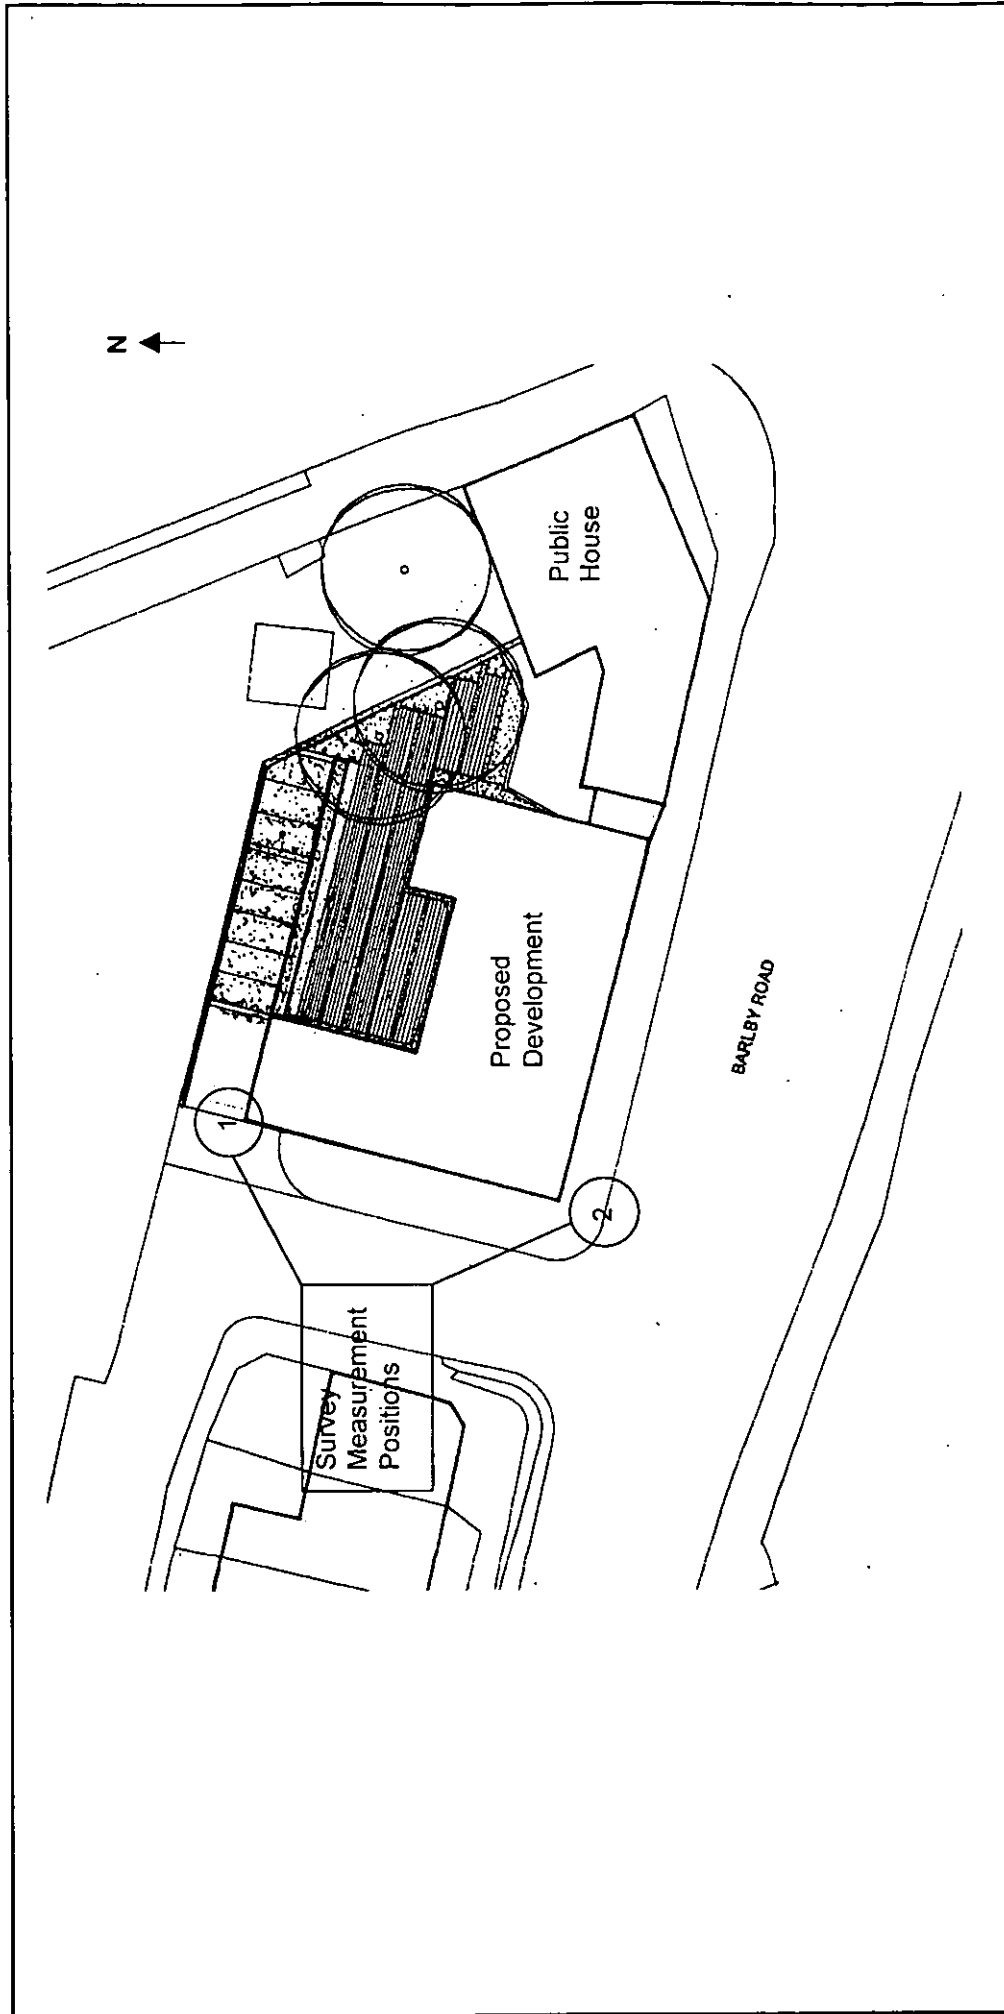 N
Public
House
Proposed
Development
BARLBY ROAD
1
2
Survey
Measurement
Positions